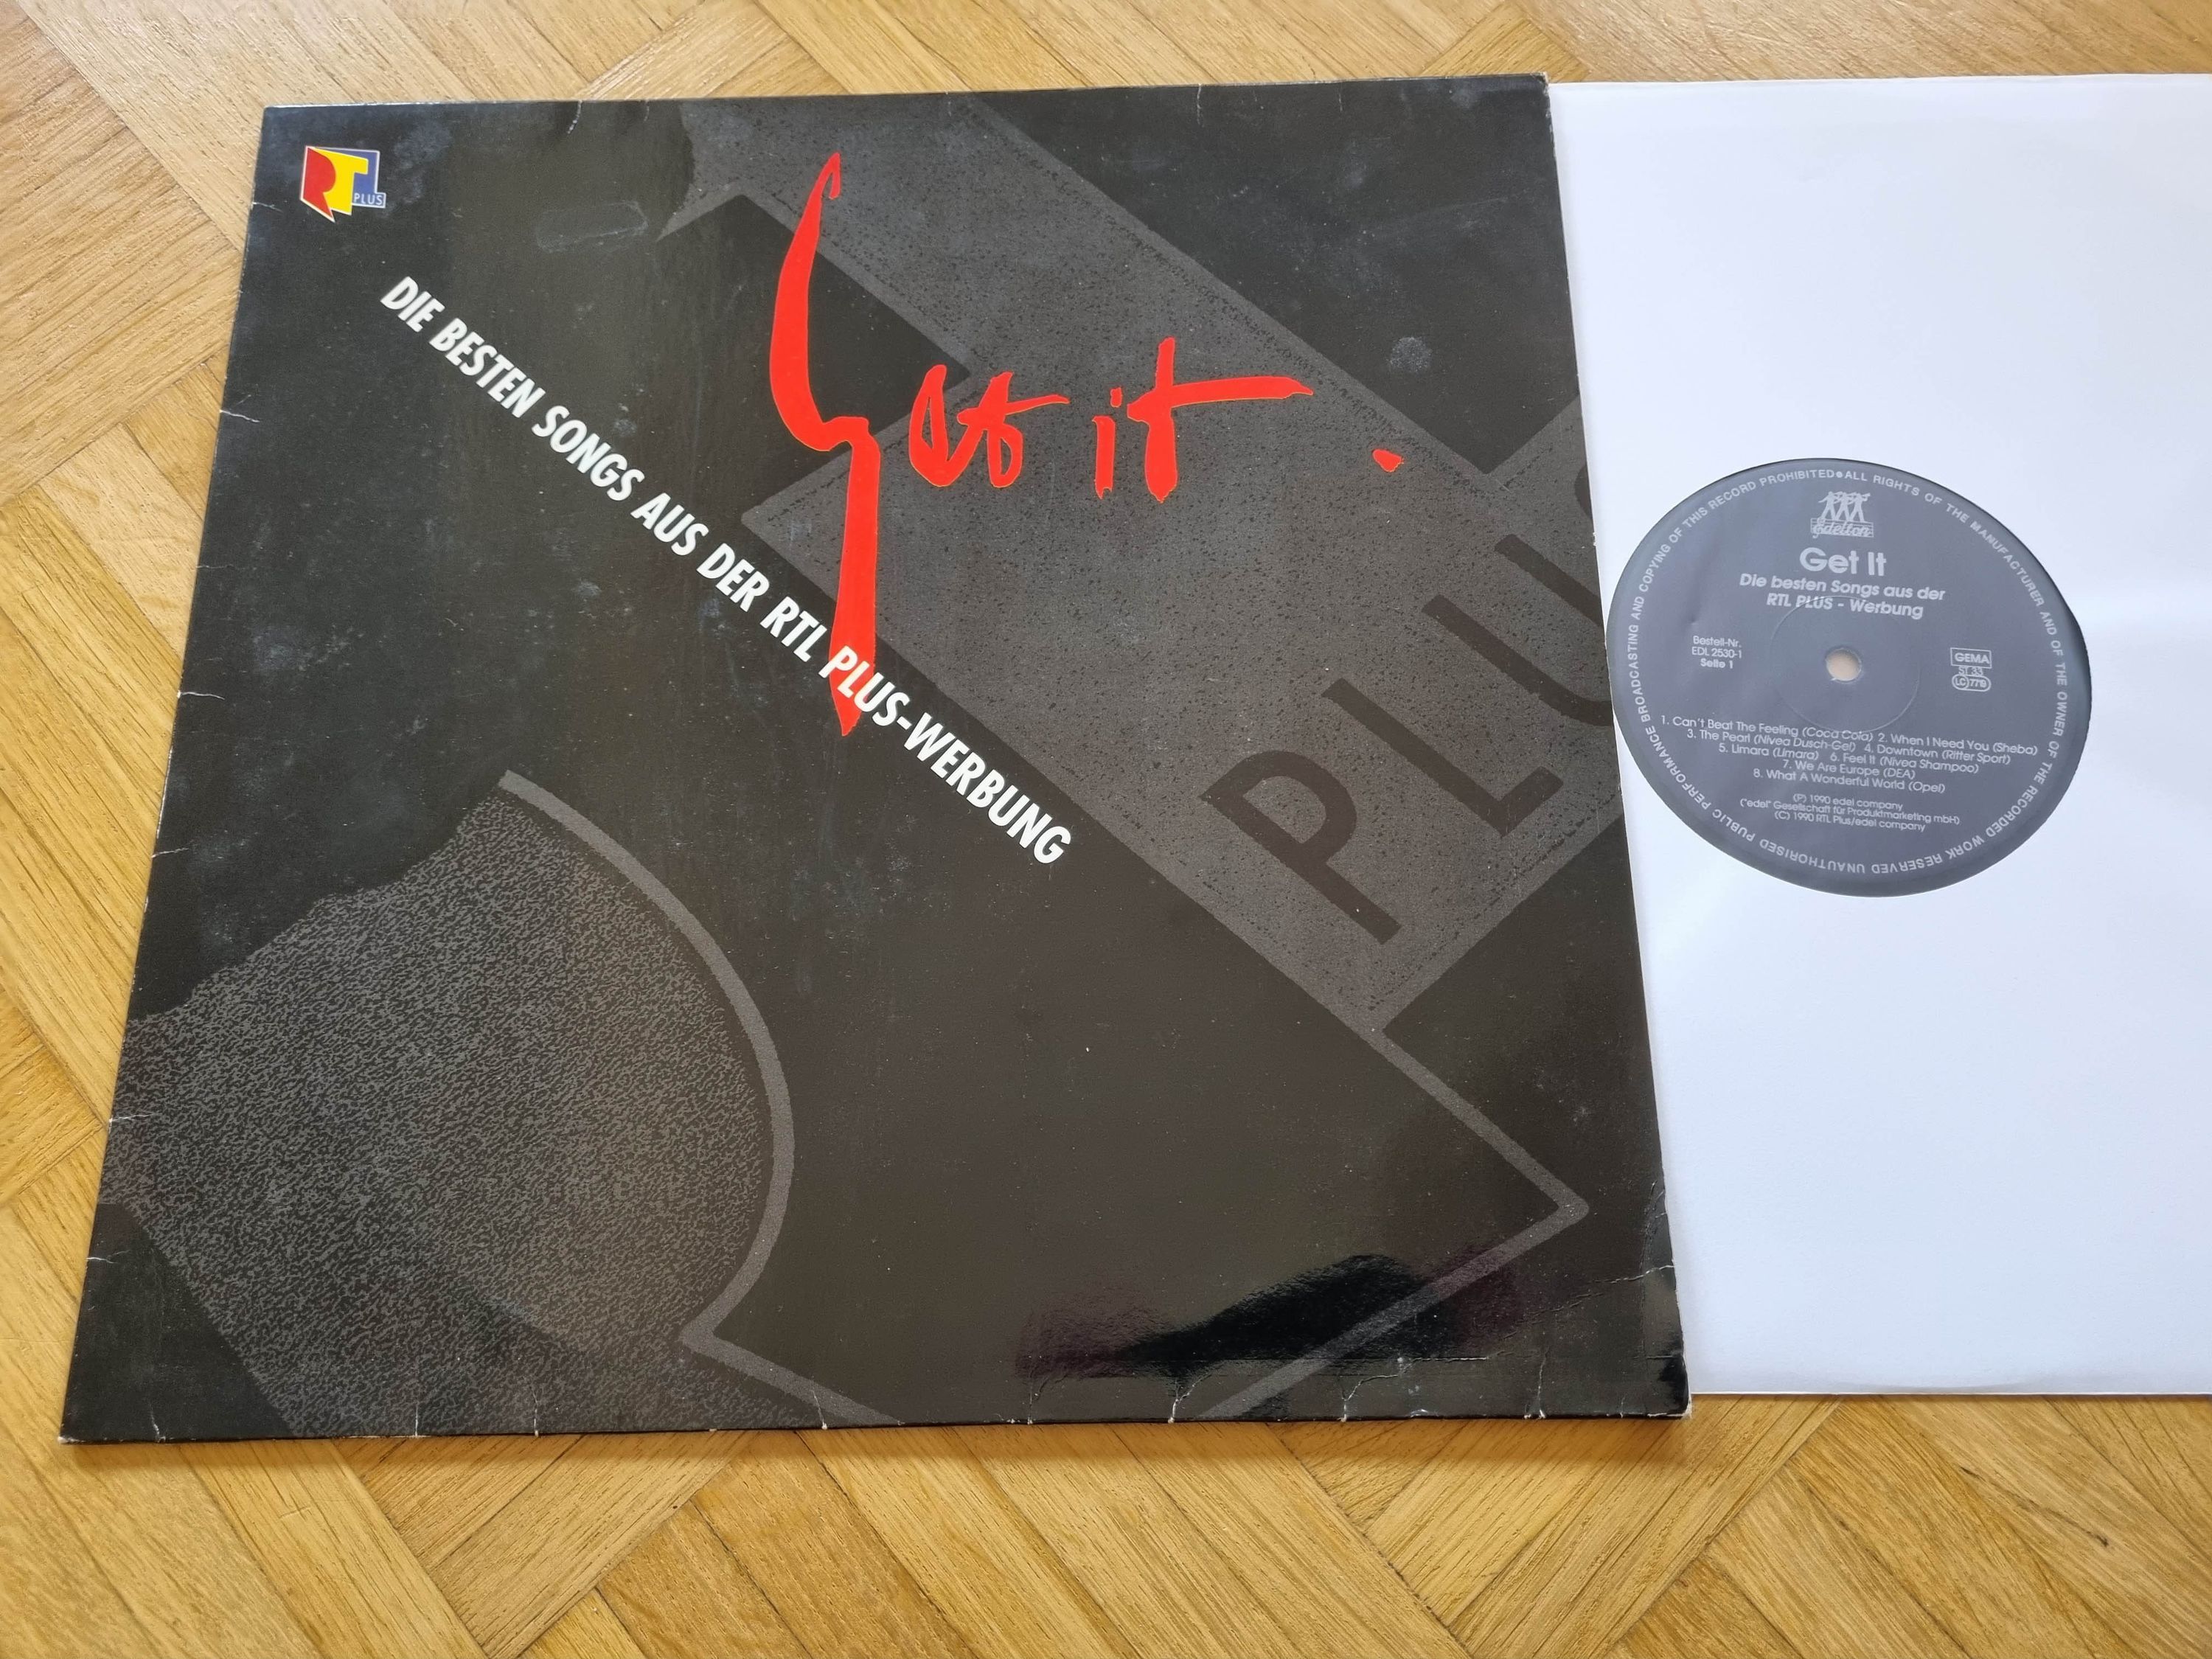 RTL PLUS
Get it.
DIE BESTEN SONGS AUS DER RTL PLUS-WERBUNG
PLUS
edelton
Get It
Die besten Songs aus der
RTL PLUS - Werbung
Bestell-Nr.
EDL 2530-1
Seite 1
GEMA
ST 33
LC 7719
1. Can't Beat The Feeling (Coca Cola) 2. When I Need You (Sheba)
3. The Pearl (Nivea Dusch-Gel) 4. Downtown (Ritter Sport)
5. Limara (Limara) 6. Feel It (Nivea Shampoo)
7. We Are Europe (DEA)
8. What A Wonderful World (Opel)
(P) 1990 edel company
("edel" Gesellschaft für Produktmarketing mbH)
(C) 1990 RTL Plus/edel company
ALL RIGHTS OF THE MANUFACTURER AND OF THE OWNER OF THE RECORDED WORK RESERVED UNAUTHORISED PUBLIC PERFORMANCE BROADCASTING AND COPYING OF THIS RECORD PROHIBITED●